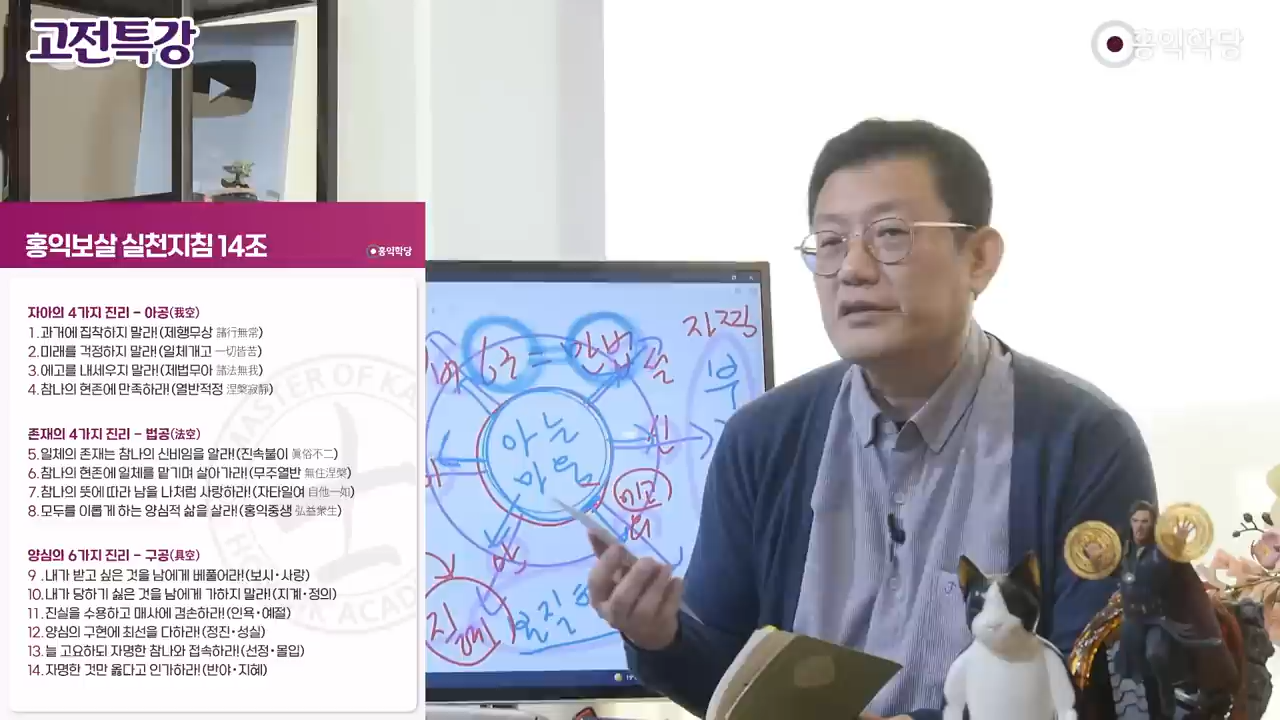 고전특강
홍익학당
홍익보살 실천지침 14조
홍익학당
자아의 4가지 진리 - 아공(我空)
1.과거에 집착하지 말라!(제행무상 諸行無常)
2.미래를 걱정하지 말라!(일체개고 一切皆苦)
3.에고를 내세우지 말라!(제법무아 諸法無我)
4.참나의 현존에 만족하라!(열반적정 涅槃寂靜)
존재의 4가지 진리 - 법공(法空)
5.일체의 존재는 참나의 신비임을 알라!(진속불이 眞俗不二)
6.참나의 현존에 일체를 맡기며 살아가라!(무주열반 無住涅槃)
7.참나의 뜻에 따라 남을 나처럼 사랑하라!(자타일여 自他一如)
8.모두를 이롭게 하는 양심적 삶을 살라!(홍익중생 弘益衆生)
양심의 6가지 진리 - 구공(具空)
9 .내가 받고 싶은 것을 남에게 베풀어라!(보시·사랑)
10.내가 당하기 싫은 것을 남에게 가하지 말라!(지계·정의)
11.진실을 수용하고 매사에 겸손하라!(인욕·예절)
12.양심의 구현에 최선을 다하라!(정진·성실)
13.늘 고요하되 자명한 참나와 접속하라!(선정·몰입)
14.자명한 것만 옳다고 인가하라!(반야·지혜)
아는
마음
에고